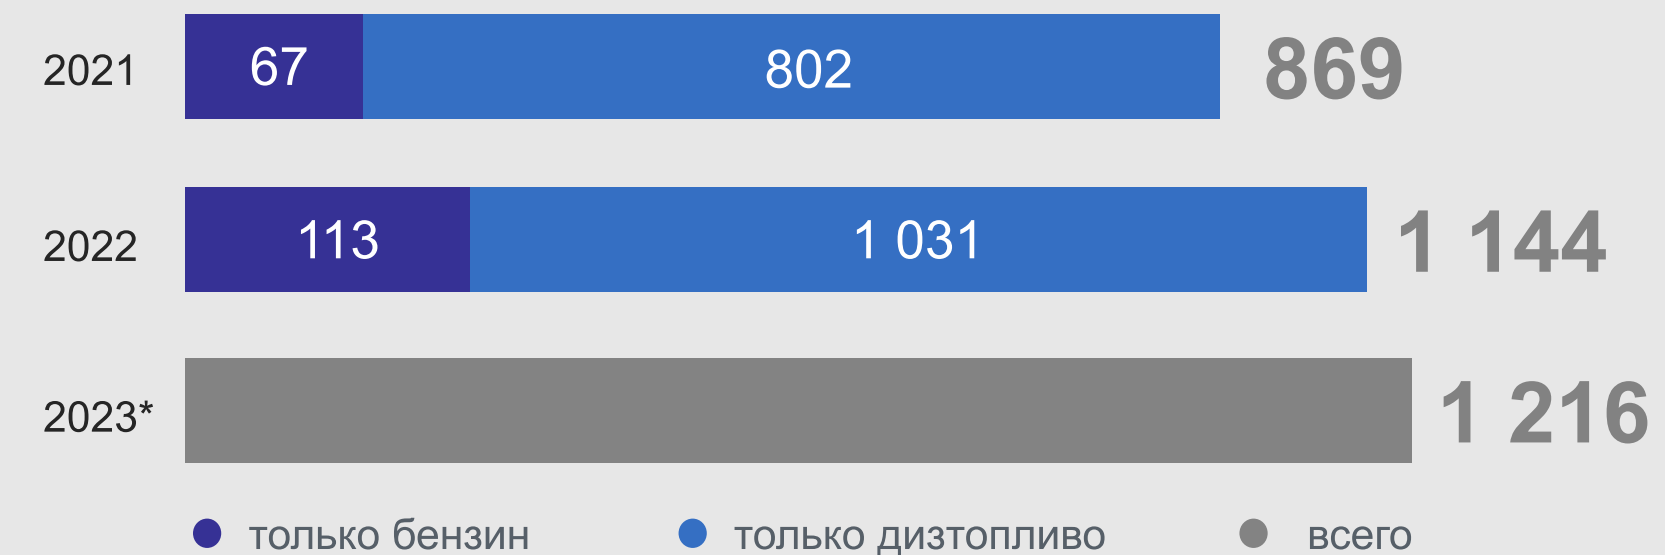 2021 67 802 869
2022 113 1 031 1 144
2023* 1 216
только бензин только дизтопливо всего